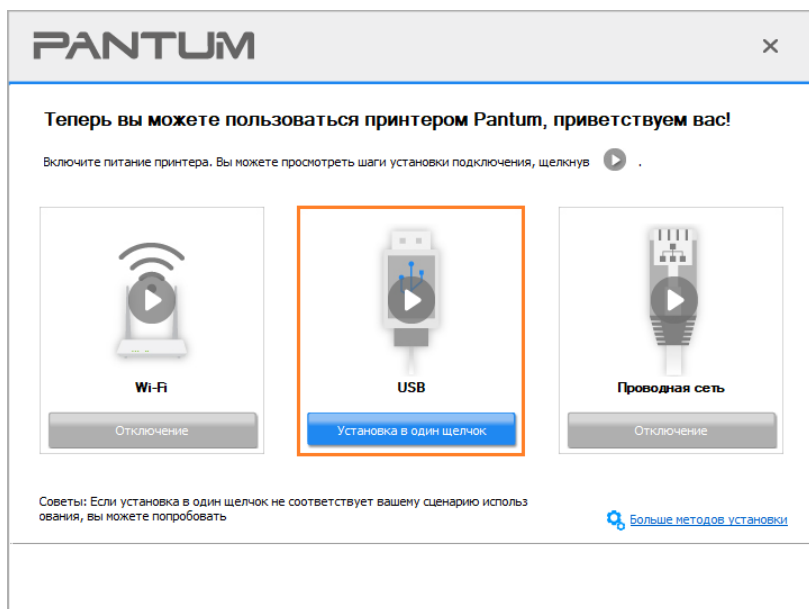 PANTUM
Теперь вы можете пользоваться принтером Pantum, приветствуем вас!
Включите питание принтера. Вы можете просмотреть шаги установки подключения, щелкнув .
Wi-Fi
USB
Проводная сеть
Отключение
Установка в один щелчок
Отключение
Советы: Если установка в один щелчок не соответствует вашему сценарию использ
ования, вы можете попробовать
Больше методов установки